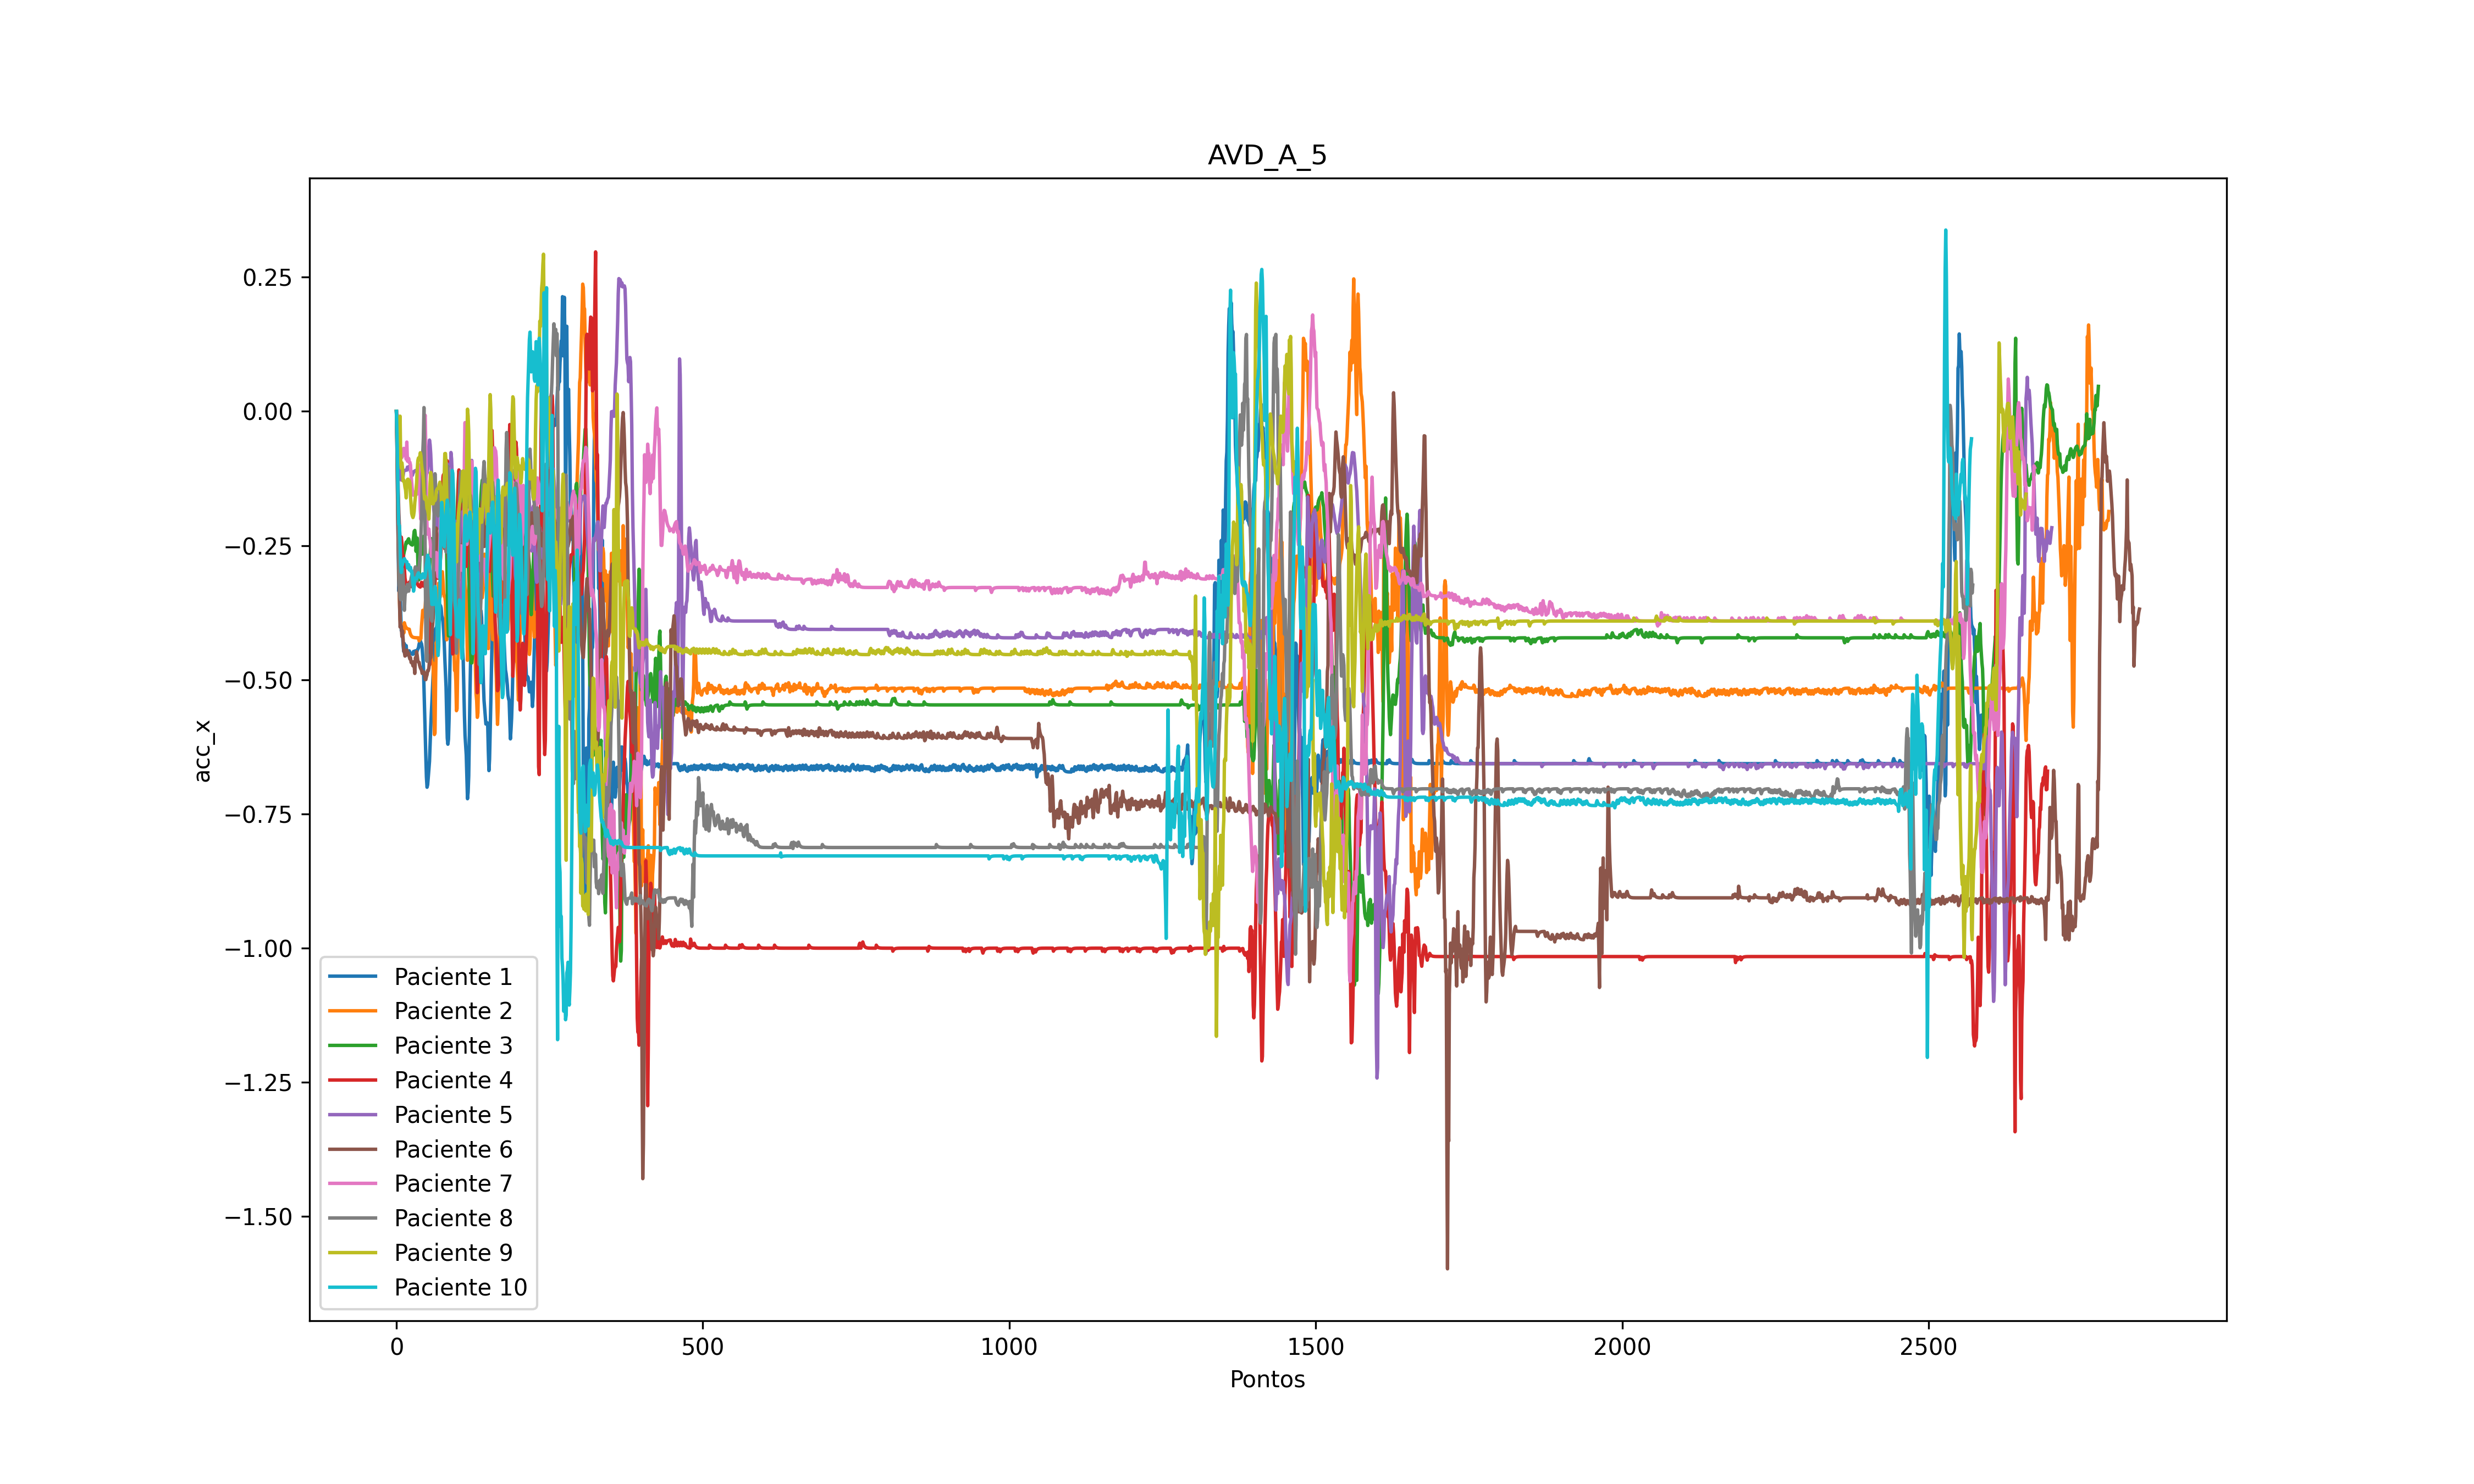 AVD_A_5
acc_x
0.25
0.00
−0.25
−0.50
−0.75
−1.00
−1.25
−1.50
Paciente 1
Paciente 2
Paciente 3
Paciente 4
Paciente 5
Paciente 6
Paciente 7
Paciente 8
Paciente 9
Paciente 10
0 500 1000 1500 2000 2500
Pontos